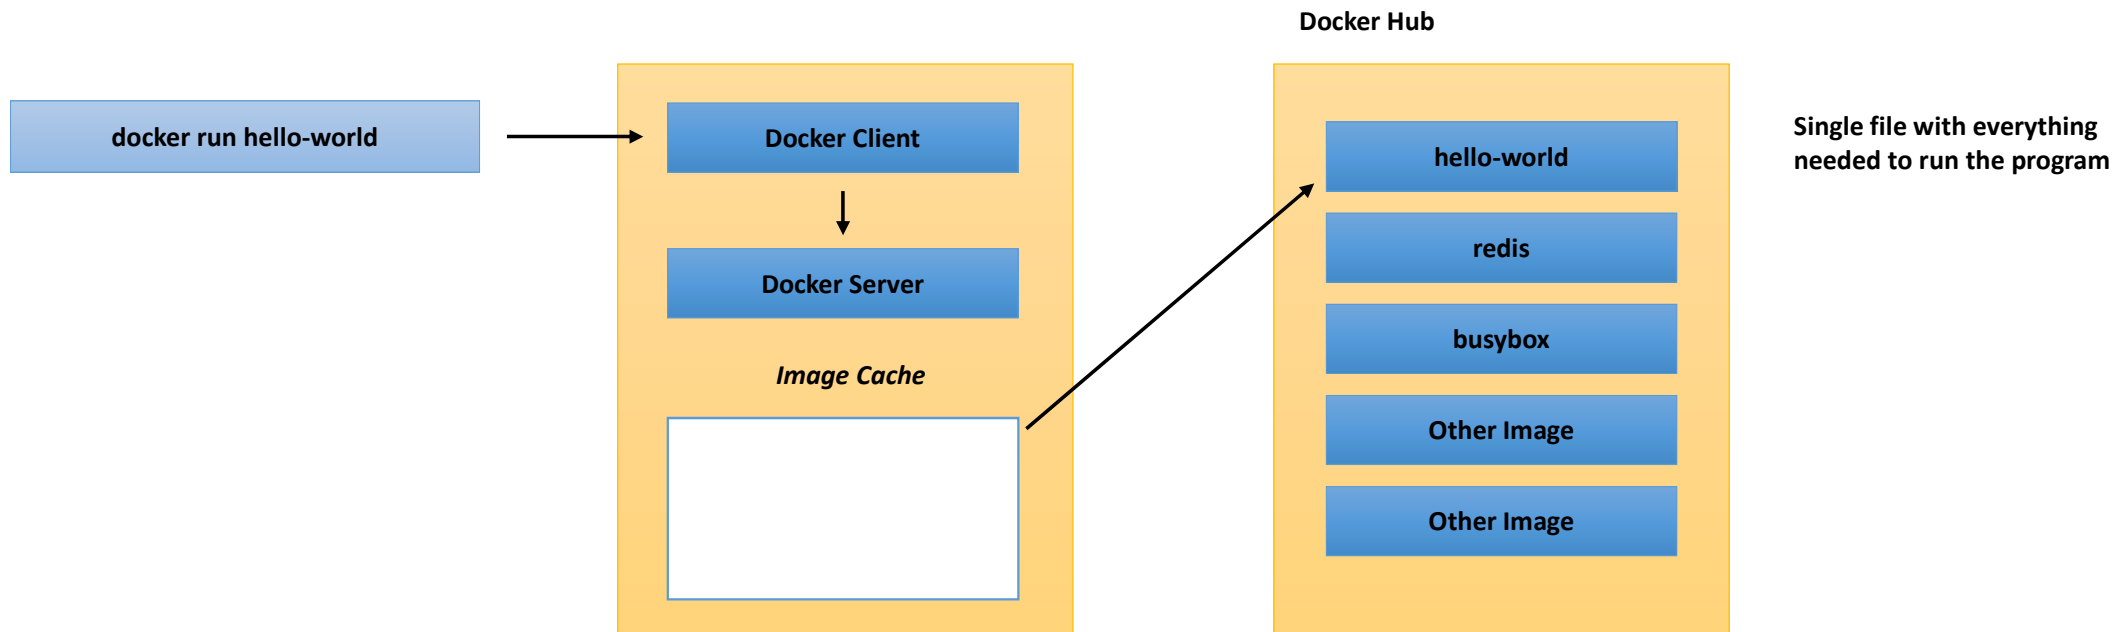 Docker Hub
docker run hello-world
Docker Client
Docker Server
Image Cache
hello-world
redis
busybox
Other Image
Other Image
Single file with everything
needed to run the program